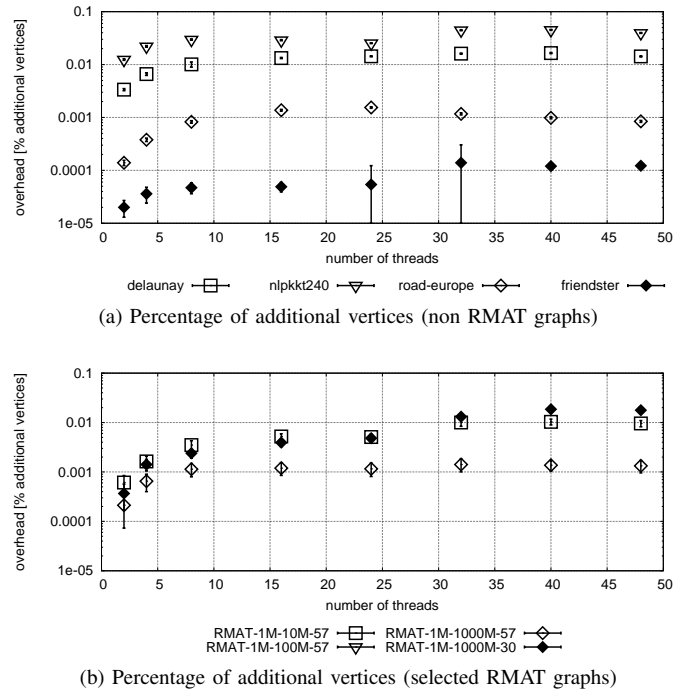 0.1
0.01
0.001
0.0001
1e-05
overhead [% additional vertices]
0 5 10 15 20 25 30 35 40 45 50
number of threads
delaunay nlpkkt240 road-europe friendster
(a) Percentage of additional vertices (non RMAT graphs)
0.1
0.01
0.001
0.0001
1e-05
overhead [% additional vertices]
0 5 10 15 20 25 30 35 40 45 50
number of threads
RMAT-1M-10M-57 RMAT-1M-1000M-57
RMAT-1M-100M-57 RMAT-1M-1000M-30
(b) Percentage of additional vertices (selected RMAT graphs)